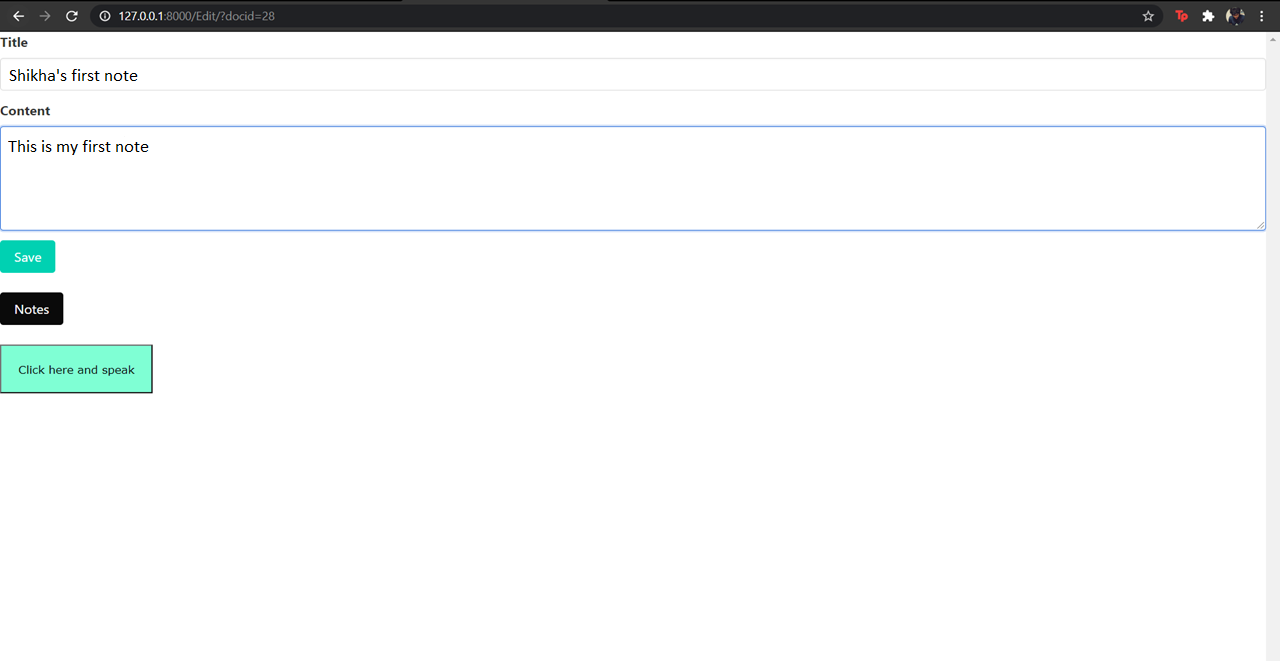 127.0.0.1:8000/Edit/?docid=28
Tp
Title
Shikha's first note
Content
This is my first note
Save
Notes
Click here and speak